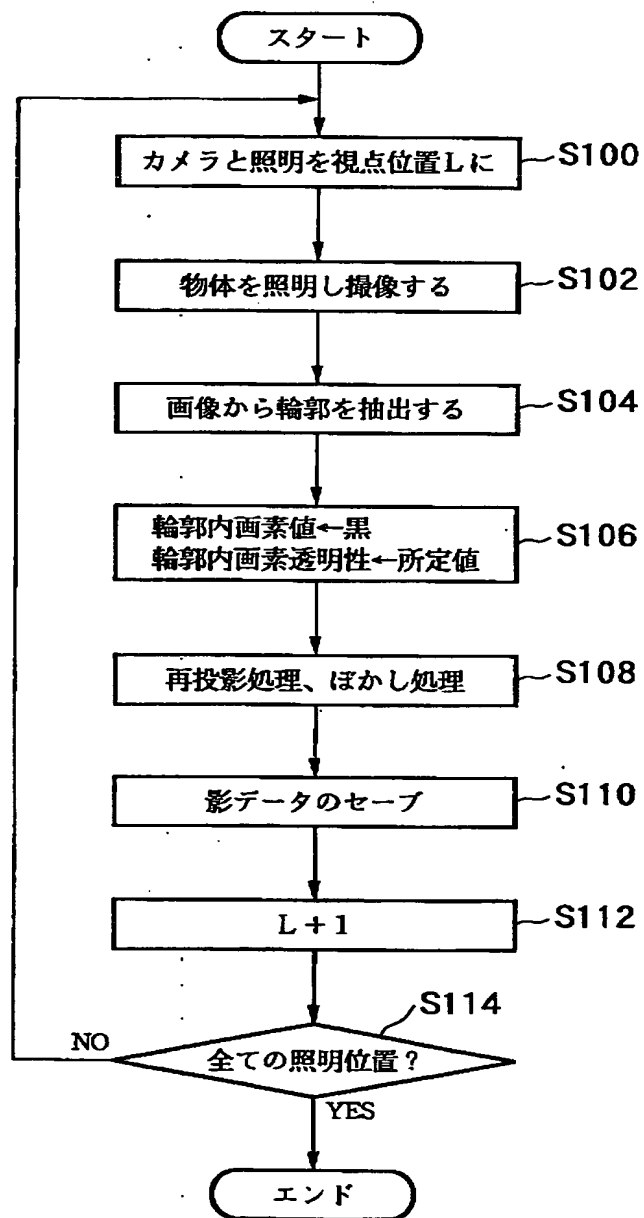 スタート
カメラと照明を視点位置Lに
S100
物体を照明し撮像する
S102
画像から輪郭を抽出する
S104
輪郭内画素値←黒
輪郭内画素透明性←所定値
S106
再投影処理、ぼかし処理
S108
影データのセーブ
S110
L+1
S112
S114
NO
全ての照明位置?
YES
エンド